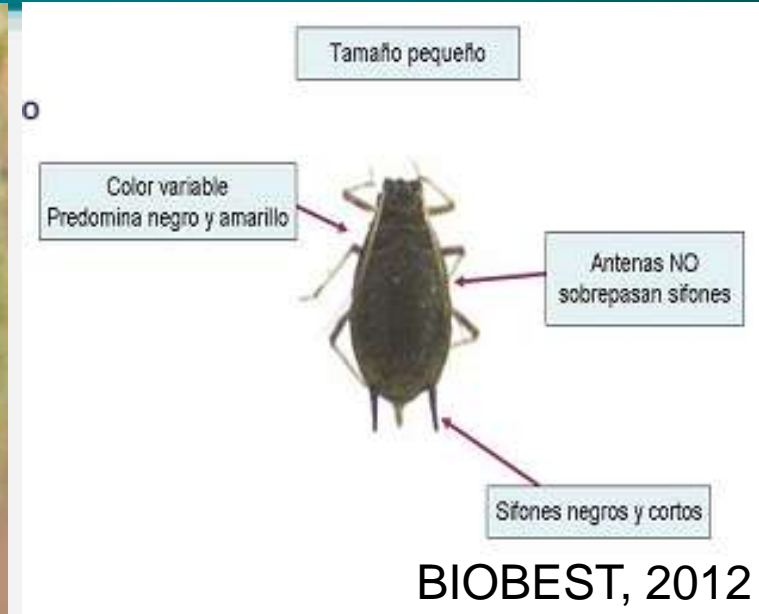 Tamaño pequeño
o
Color variable
Predomina negro y amarillo
Antenas NO
sobrepasan sifones
Sifones negros y cortos
BIOBEST, 2012